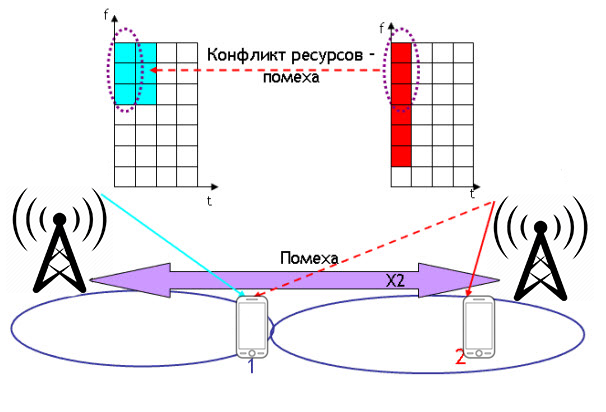 f
f
Конфликт ресурсов -
помеха
t
t
Помеха
X2
1
2